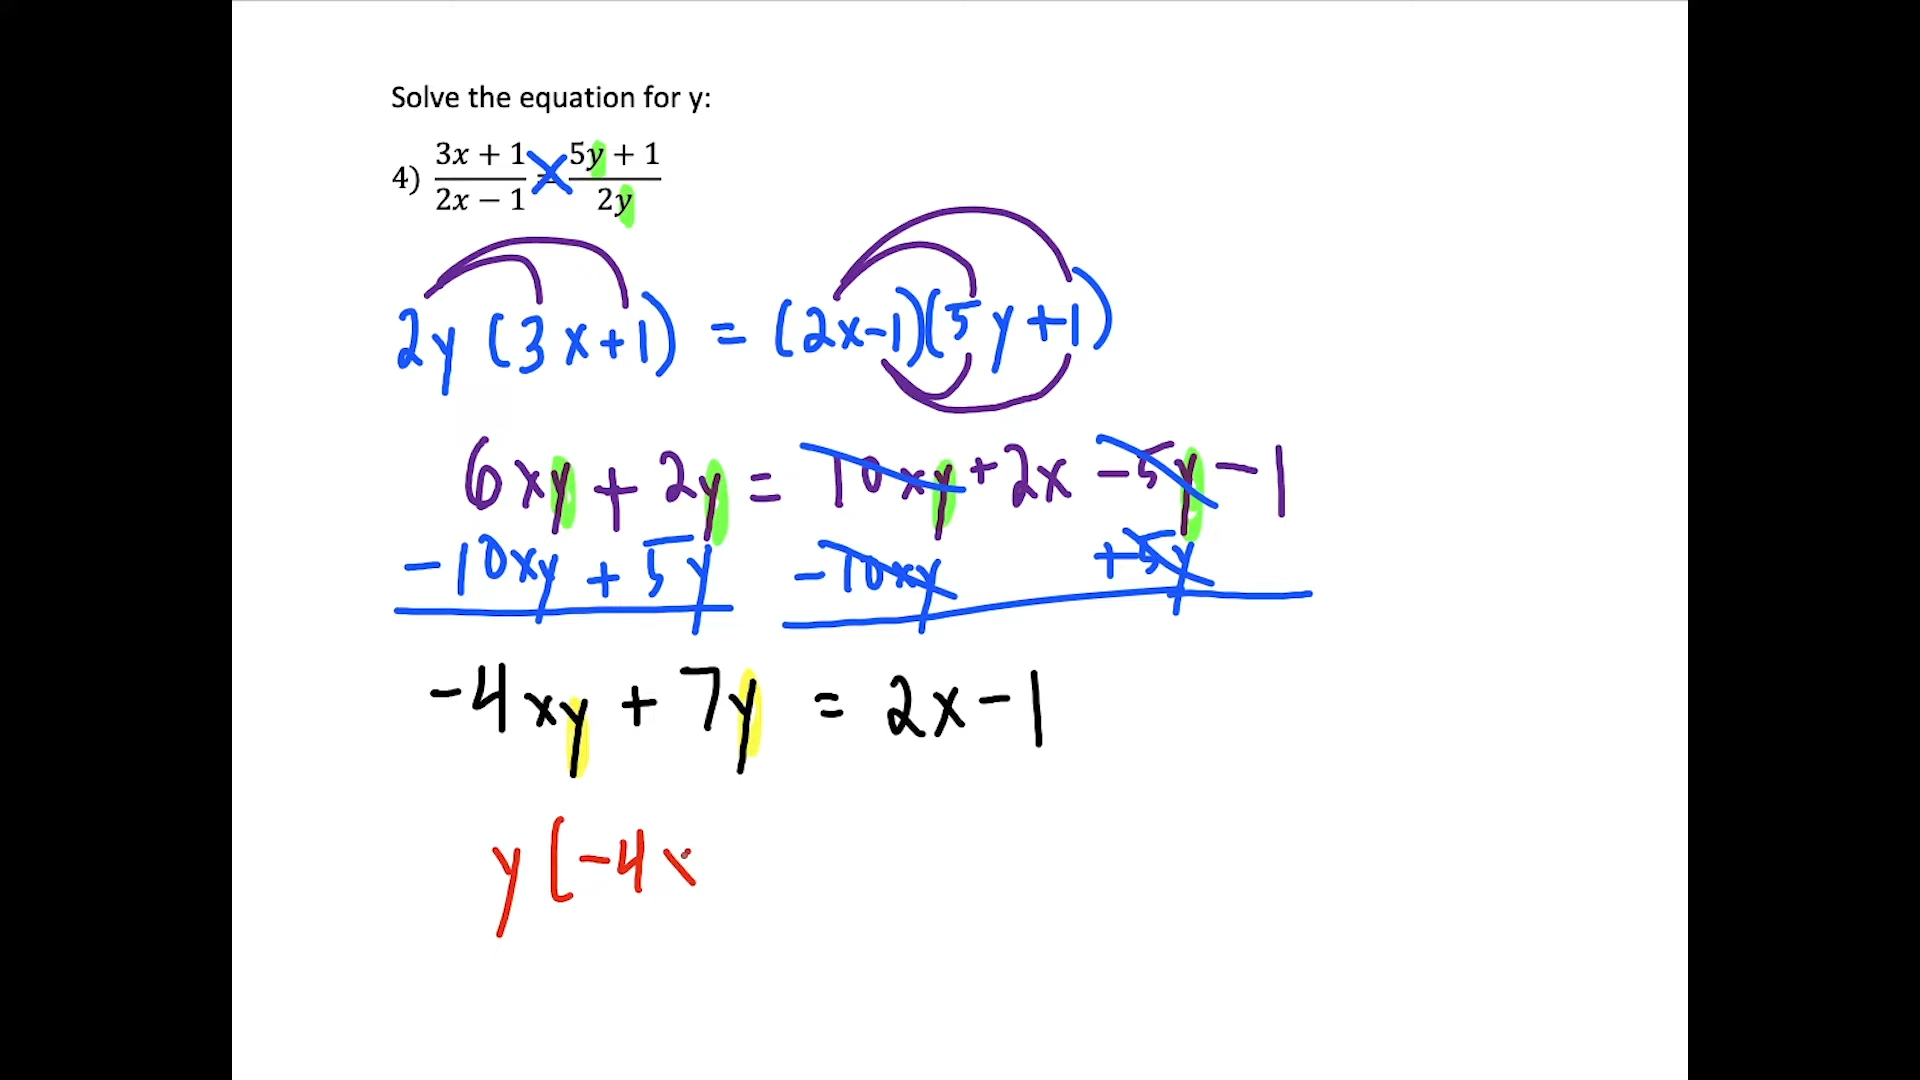 Solve the equation for y:
4) (3x + 1)/(2x − 1) = (5y + 1)/(2y)
2y (3x+1) = (2x-1)(5y+1)
6xy + 2y = 10xy +2x -5y -1
-10xy + 5y -10xy +5y
-4xy + 7y = 2x-1
y(-4x